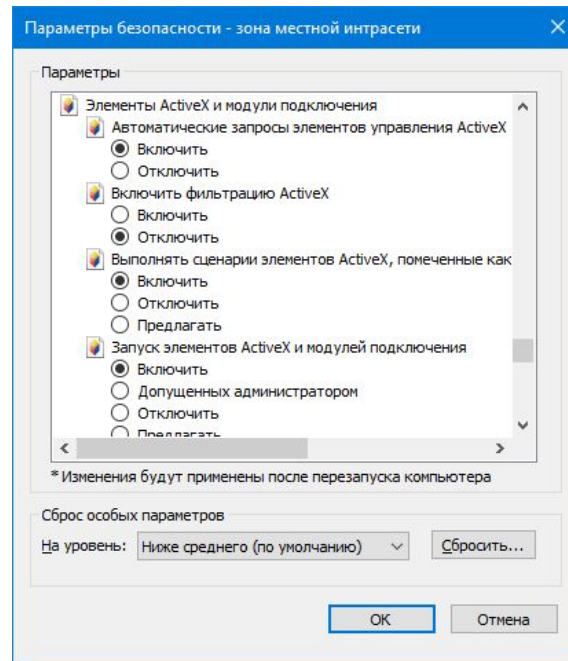 Параметры безопасности - зона местной интрасети
Параметры
Элементы ActiveX и модули подключения
Автоматические запросы элементов управления ActiveX
Включить
Отключить
Включить фильтрацию ActiveX
Включить
Отключить
Выполнять сценарии элементов ActiveX, помеченные как
Включить
Отключить
Предлагать
Запуск элементов ActiveX и модулей подключения
Включить
Допущенных администратором
Отключить
Предлагать
* Изменения будут применены после перезапуска компьютера
Сброс особых параметров
На уровень: Ниже среднего (по умолчанию) Сбросить...
ОК Отмена